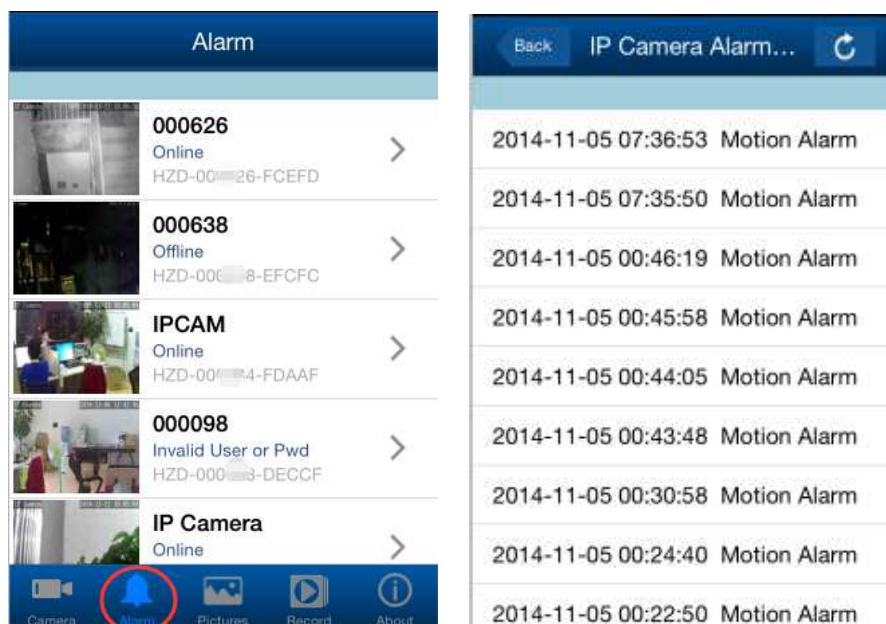 Alarm
000626
Online
HZD-00 26-FCEFD
000638
Offline
HZD-000 8-EFCFC
IPCAM
Online
HZD-00 4-FDAAF
000098
Invalid User or Pwd
HZD-000 3-DECCF
IP Camera
Online
Camera Alarm Pictures Record About
Back IP Camera Alarm...
2014-11-05 07:36:53 Motion Alarm
2014-11-05 07:35:50 Motion Alarm
2014-11-05 00:46:19 Motion Alarm
2014-11-05 00:45:58 Motion Alarm
2014-11-05 00:44:05 Motion Alarm
2014-11-05 00:43:48 Motion Alarm
2014-11-05 00:30:58 Motion Alarm
2014-11-05 00:24:40 Motion Alarm
2014-11-05 00:22:50 Motion Alarm